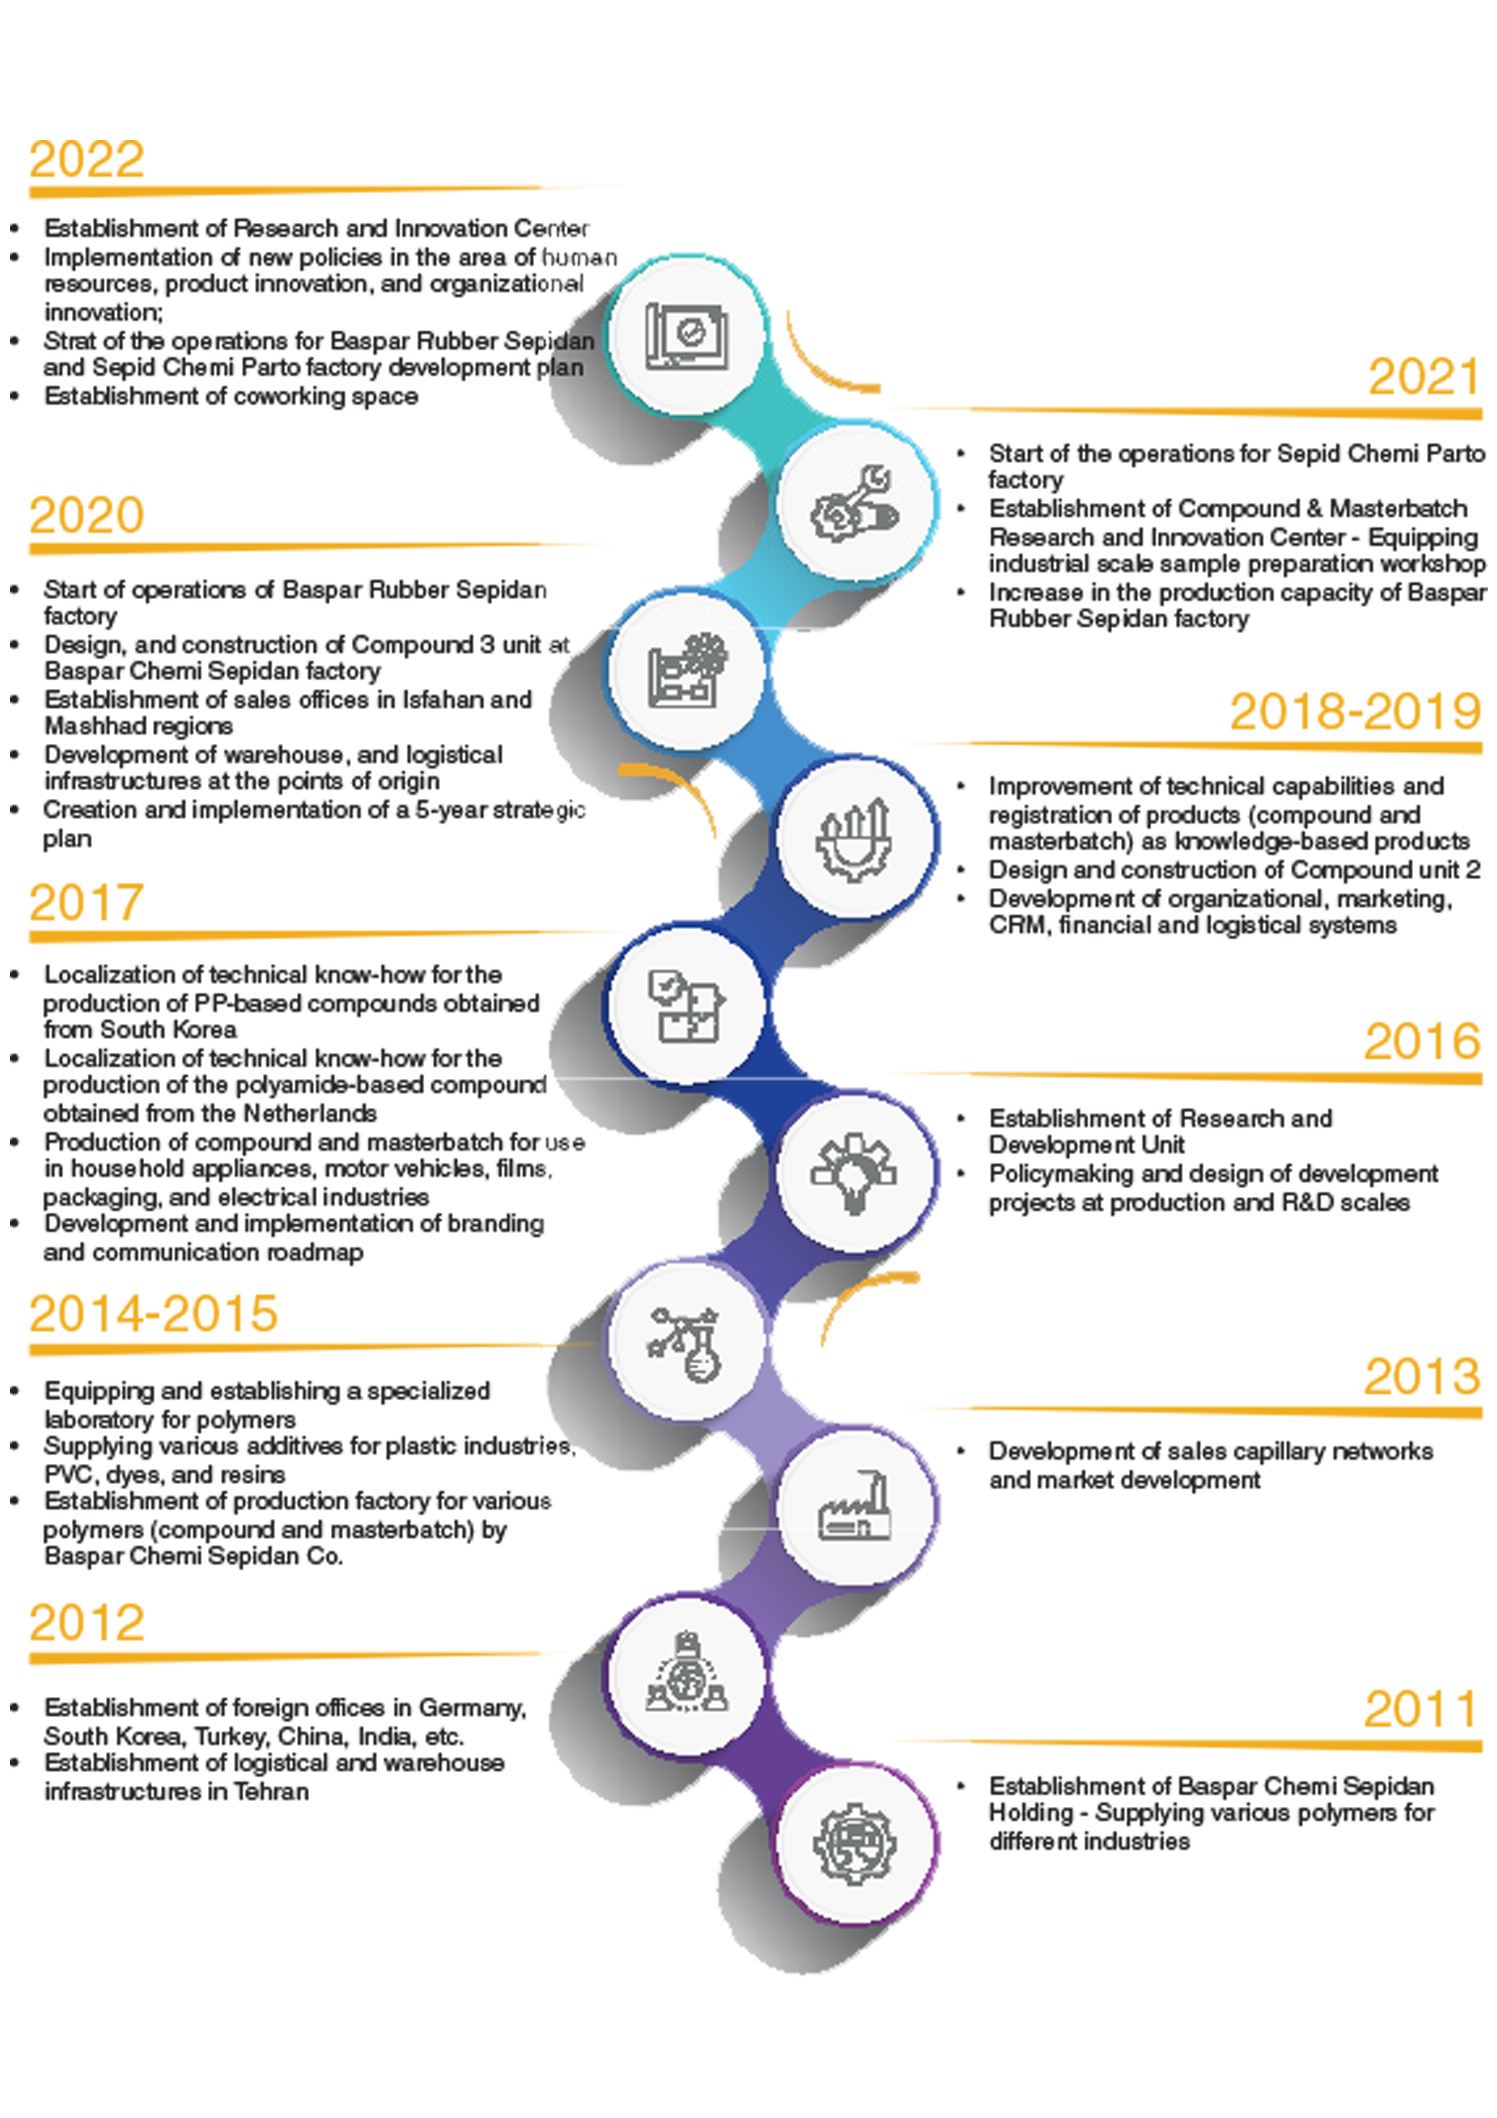 2022
• Establishment of Research and Innovation Center
• Implementation of new policies in the area of human
resources, product innovation, and organizational
innovation;
• Strat of the operations for Baspar Rubber Sepidan
and Sepid Chemi Parto factory development plan
• Establishment of coworking space
2021
• Start of the operations for Sepid Chemi Parto
factory
• Establishment of Compound & Masterbatch
Research and Innovation Center - Equipping
industrial scale sample preparation workshop
• Increase in the production capacity of Baspar
Rubber Sepidan factory
2020
• Start of operations of Baspar Rubber Sepidan
factory
• Design, and construction of Compound 3 unit at
Baspar Chemi Sepidan factory
• Establishment of sales offices in Isfahan and
Mashhad regions
• Development of warehouse, and logistical
infrastructures at the points of origin
• Creation and implementation of a 5-year strategic
plan
2018-2019
• Improvement of technical capabilities and
registration of products (compound and
masterbatch) as knowledge-based products
• Design and construction of Compound unit 2
• Development of organizational, marketing,
CRM, financial and logistical systems
2017
• Localization of technical know-how for the
production of PP-based compounds obtained
from South Korea
• Localization of technical know-how for the
production of the polyamide-based compound
obtained from the Netherlands
• Production of compound and masterbatch for use
in household appliances, motor vehicles, films,
packaging, and electrical industries
• Development and implementation of branding
and communication roadmap
2016
• Establishment of Research and
Development Unit
• Policymaking and design of development
projects at production and R&D scales
2014-2015
• Equipping and establishing a specialized
laboratory for polymers
• Supplying various additives for plastic industries,
PVC, dyes, and resins
• Establishment of production factory for various
polymers (compound and masterbatch) by
Baspar Chemi Sepidan Co.
2013
• Development of sales capillary networks
and market development
2012
• Establishment of foreign offices in Germany,
South Korea, Turkey, China, India, etc.
• Establishment of logistical and warehouse
infrastructures in Tehran
2011
• Establishment of Baspar Chemi Sepidan
Holding - Supplying various polymers for
different industries